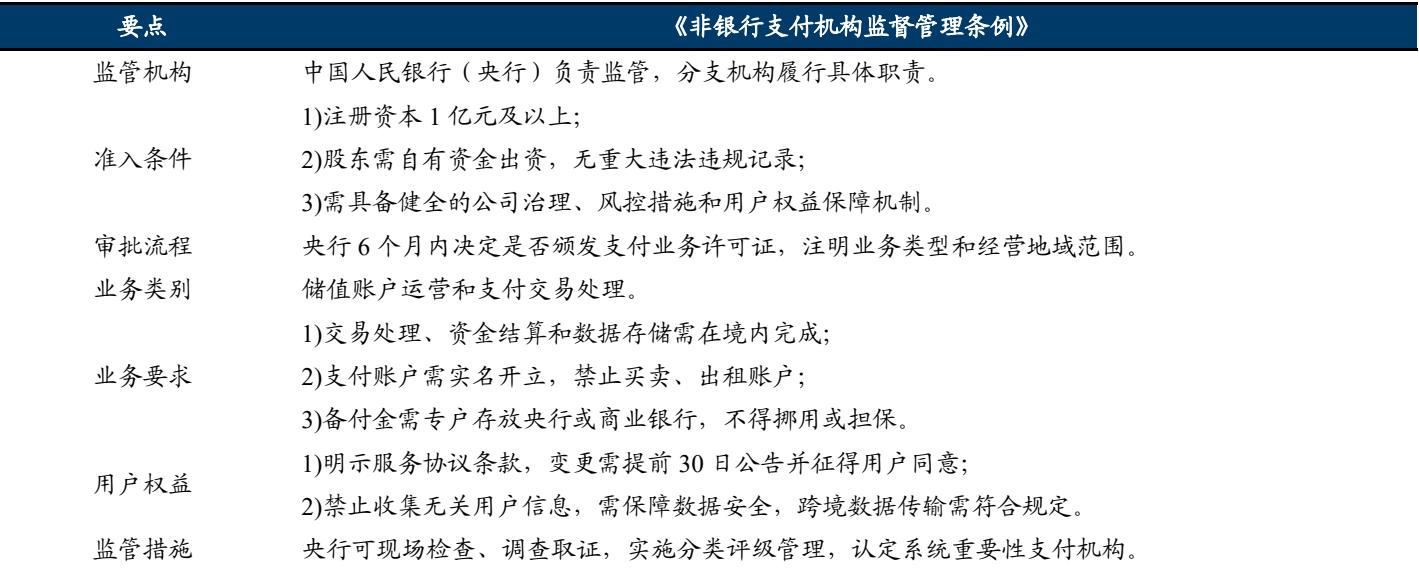 要点 《非银行支付机构监督管理条例》
监管机构 中国人民银行（央行）负责监管，分支机构履行具体职责。
1)注册资本 1 亿元及以上；
准入条件 2)股东需自有资金出资，无重大违法违规记录；
3)需具备健全的公司治理、风控措施和用户权益保障机制。
审批流程 央行 6 个月内决定是否颁发支付业务许可证，注明业务类型和经营地域范围。
业务类别 储值账户运营和支付交易处理。
1)交易处理、资金结算和数据存储需在境内完成；
业务要求 2)支付账户需实名开立，禁止买卖、出租账户；
3)备付金需专户存放央行或商业银行，不得挪用或担保。
用户权益 1)明示服务协议条款，变更需提前 30 日公告并征得用户同意；
2)禁止收集无关用户信息，需保障数据安全，跨境数据传输需符合规定。
监管措施 央行可现场检查、调查取证，实施分类评级管理，认定系统重要性支付机构。